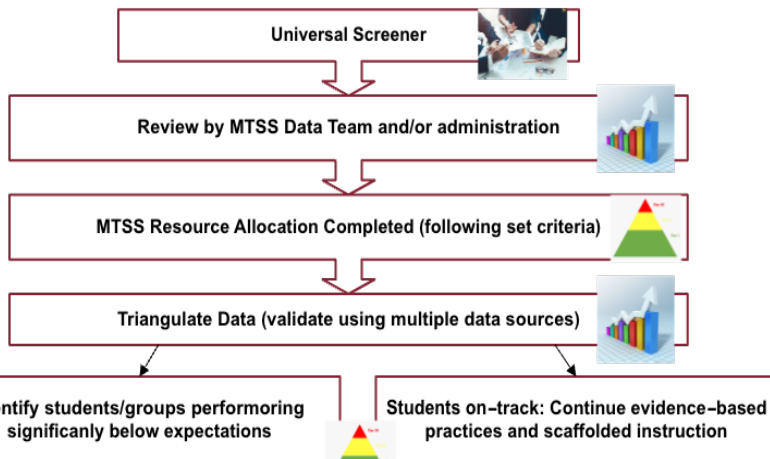 Universal Screener
Review by MTSS Data Team and/or administration
MTSS Resource Allocation Completed (following set criteria)
Triangulate Data (validate using multiple data sources)
entify students/groups performoring
significanly below expectations
Students on-track: Continue evidence-based
practices and scaffolded instruction